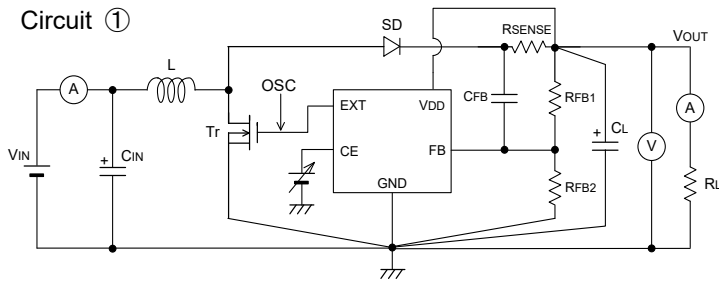 Circuit ①
SD
RSENSE
VOUT
L
OSC
A
EXT
VDD
CFB
RFB1
A
Tr
CE
FB
CL
V
VIN
+
CIN
+
GND
RFB2
RL